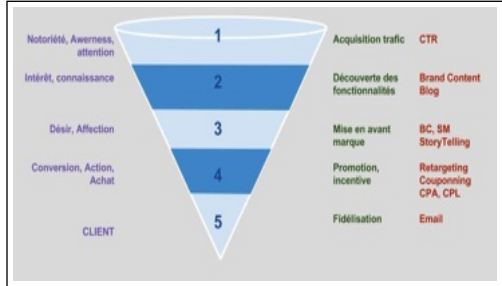 Notoriété, Awerness,
attention
1
Acquisition trafic
CTR
Intérêt, connaissance
2
Découverte des
fonctionnalités
Brand Content
Blog
Désir, Affection
3
Mise en avant
marque
BC, SM
StoryTelling
Conversion, Action,
Achat
4
Promotion,
incentive
Retargeting
Couponning
CPA, CPL
CLIENT
5
Fidélisation
Email